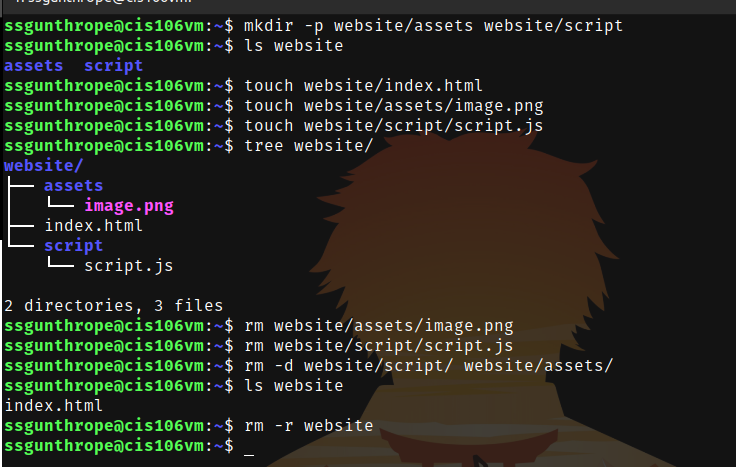 ssgunthrope@cis106vm:~$ mkdir -p website/assets website/script
ssgunthrope@cis106vm:~$ ls website
assets  script
ssgunthrope@cis106vm:~$ touch website/index.html
ssgunthrope@cis106vm:~$ touch website/assets/image.png
ssgunthrope@cis106vm:~$ touch website/script/script.js
ssgunthrope@cis106vm:~$ tree website/
website/
├── assets
│   └── image.png
├── index.html
└── script
    └── script.js

2 directories, 3 files
ssgunthrope@cis106vm:~$ rm website/assets/image.png
ssgunthrope@cis106vm:~$ rm website/script/script.js
ssgunthrope@cis106vm:~$ rm -d website/script/ website/assets/
ssgunthrope@cis106vm:~$ ls website
index.html
ssgunthrope@cis106vm:~$ rm -r website
ssgunthrope@cis106vm:~$ _